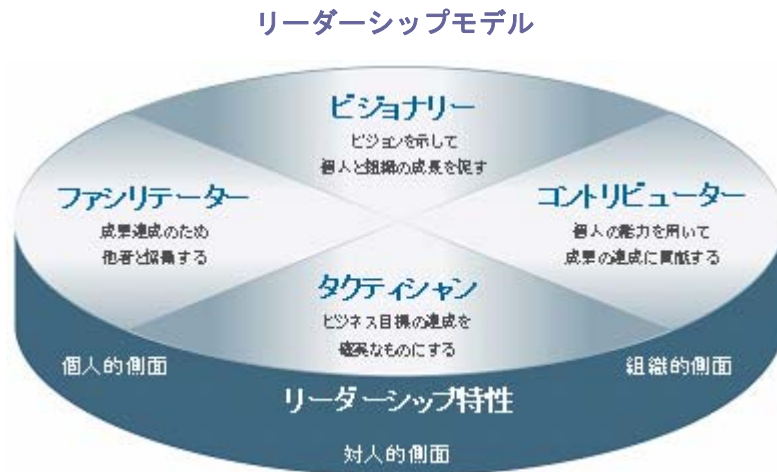 リーダーシップモデル
ビジョナリー
ビジョンを示して
個人と組織の成長を促す
ファシリテーター
成果達成のため
他者と協働する
コントリビューター
個人の能力を用いて
成果の達成に貢献する
タクティシャン
ビジネス目標の達成を
確実なものにする
個人的側面
組織的側面
リーダーシップ特性
対人的側面